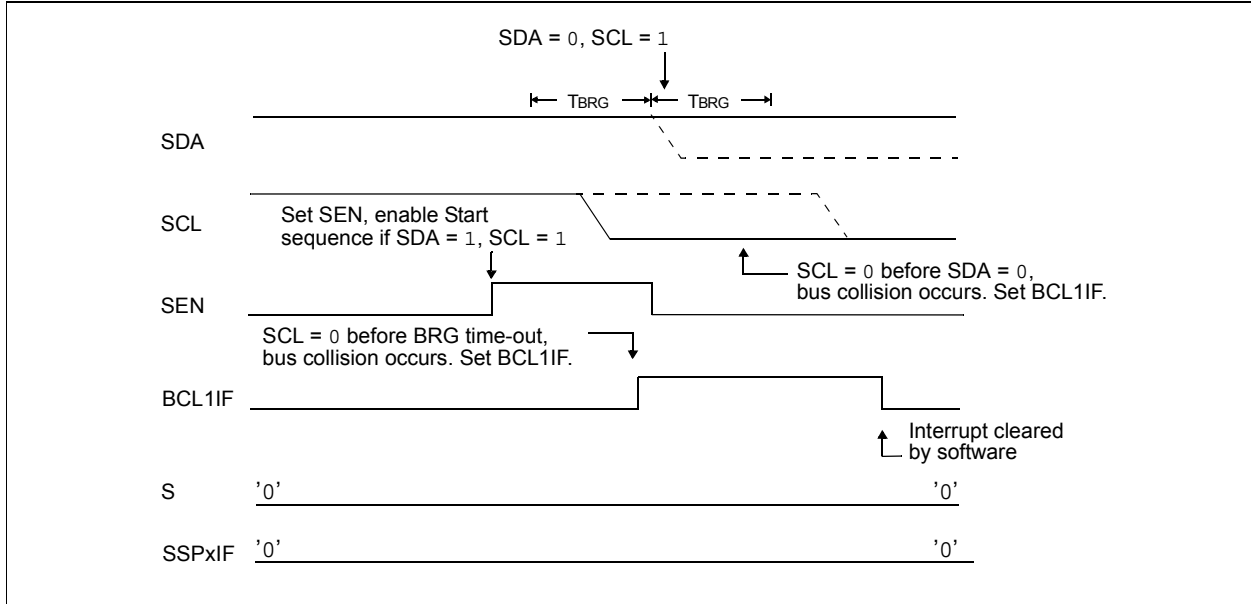 SDA = 0, SCL = 1
TBRG TBRG
SDA
SCL
Set SEN, enable Start
sequence if SDA = 1, SCL = 1
SCL = 0 before SDA = 0,
bus collision occurs. Set BCL1IF.
SEN
SCL = 0 before BRG time-out,
bus collision occurs. Set BCL1IF.
BCL1IF
Interrupt cleared
by software
S '0' '0'
SSPxIF '0' '0'